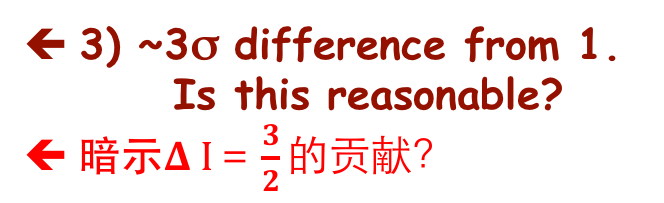 ← 3) ~3σ difference from 1.
Is this reasonable?
← 暗示Δ I = 3/2 的贡献?